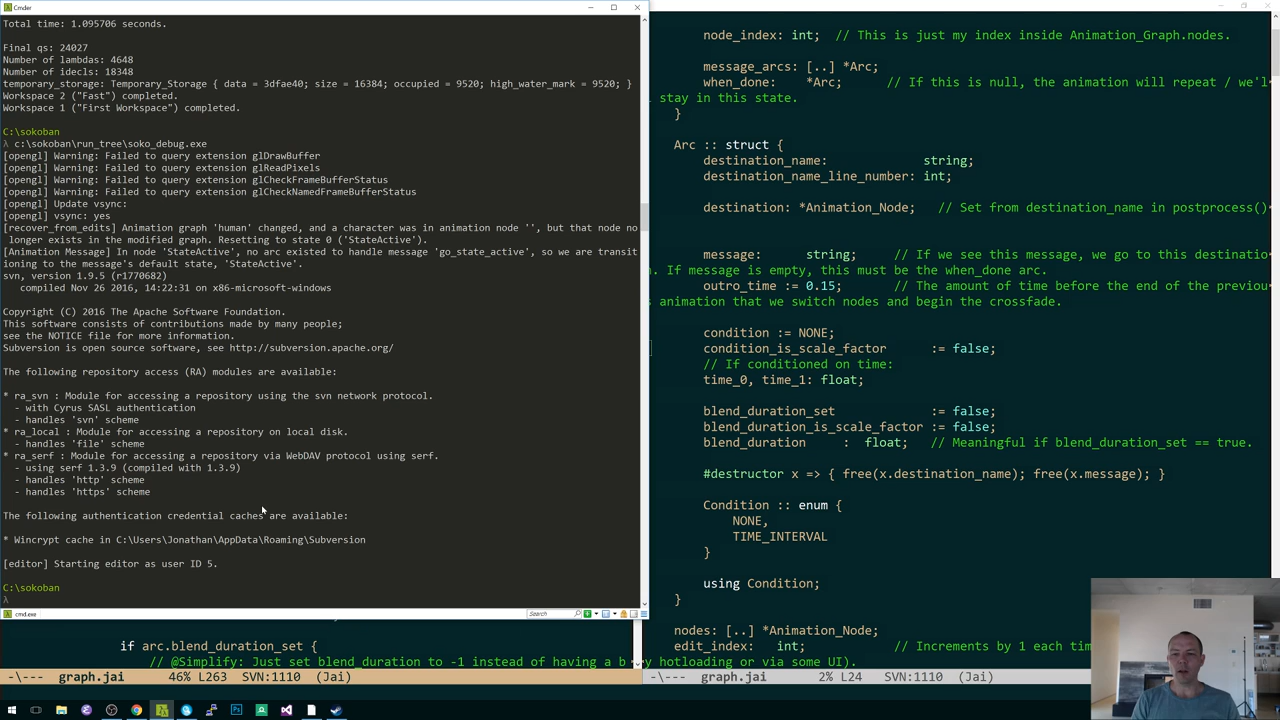 Cmder
Total time: 1.095706 seconds.
Final qs: 24027
Number of lambdas: 4648
Number of idecls: 18348
temporary_storage: Temporary_Storage { data = 3dfae40; size = 16384; occupied = 9520; high_water_mark = 9520; }
Workspace 2 ("Fast") completed.
Workspace 1 ("First Workspace") completed.
C:\sokoban
λ c:\sokoban\run_tree\soko_debug.exe
[opengl] Warning: Failed to query extension glDrawBuffer
[opengl] Warning: Failed to query extension glReadPixels
[opengl] Warning: Failed to query extension glCheckFrameBufferStatus
[opengl] Warning: Failed to query extension glCheckNamedFrameBufferStatus
[opengl] Update vsync:
[opengl] vsync: yes
[recover_from_edits] Animation graph 'human' changed, and a character was in animation node '', but that node no
 longer exists in the modified graph. Resetting to state 0 ('StateActive').
[Animation Message] In node 'StateActive', no arc existed to handle message 'go_state_active', so we are transit
ioning to the message's default state, 'StateActive'.
svn, version 1.9.5 (r1770682)
compiled Nov 26 2016, 14:22:31 on x86-microsoft-windows
Copyright (C) 2016 The Apache Software Foundation.
This software consists of contributions made by many people;
see the NOTICE file for more information.
Subversion is open source software, see http://subversion.apache.org/
The following repository access (RA) modules are available:
* ra_svn : Module for accessing a repository using the svn network protocol.
- with Cyrus SASL authentication
- handles 'svn' scheme
* ra_local : Module for accessing a repository on local disk.
- handles 'file' scheme
* ra_serf : Module for accessing a repository via WebDAV protocol using serf.
- using serf 1.3.9 (compiled with 1.3.9)
- handles 'http' scheme
- handles 'https' scheme
The following authentication credential caches are available:
* Wincrypt cache in C:\Users\Jonathan\AppData\Roaming\Subversion
[editor] Starting editor as user ID 5.
C:\sokoban
λ
cmd.exe
Search
if arc.blend_duration_set {
// @Simplify: Just set blend_duration to -1 instead of having a b
-\--- graph.jai 46% L263 SVN:1110 (Jai)
node_index: int; // This is just my index inside Animation_Graph.nodes.
message_arcs: [..] *Arc;
when_done: *Arc; // If this is null, the animation will repeat / we'l
l stay in this state.
}
Arc :: struct {
destination_name: string;
destination_name_line_number: int;
destination: *Animation_Node; // Set from destination_name in postprocess()
message: string; // If we see this message, we go to this destinatio
n. If message is empty, this must be the when_done arc.
outro_time := 0.15; // The amount of time before the end of the previou
s animation that we switch nodes and begin the crossfade.
condition := NONE;
condition_is_scale_factor := false;
// If conditioned on time:
time_0, time_1: float;
blend_duration_set := false;
blend_duration_is_scale_factor := false;
blend_duration : float; // Meaningful if blend_duration_set == true.
#destructor x => { free(x.destination_name); free(x.message); }
Condition :: enum {
NONE,
TIME_INTERVAL
}
using Condition;
}
nodes: [..] *Animation_Node;
edit_index: int; // Increments by 1 each tim
y hotloading or via some UI).
-\--- graph.jai 2% L24 SVN:1110 (Jai)